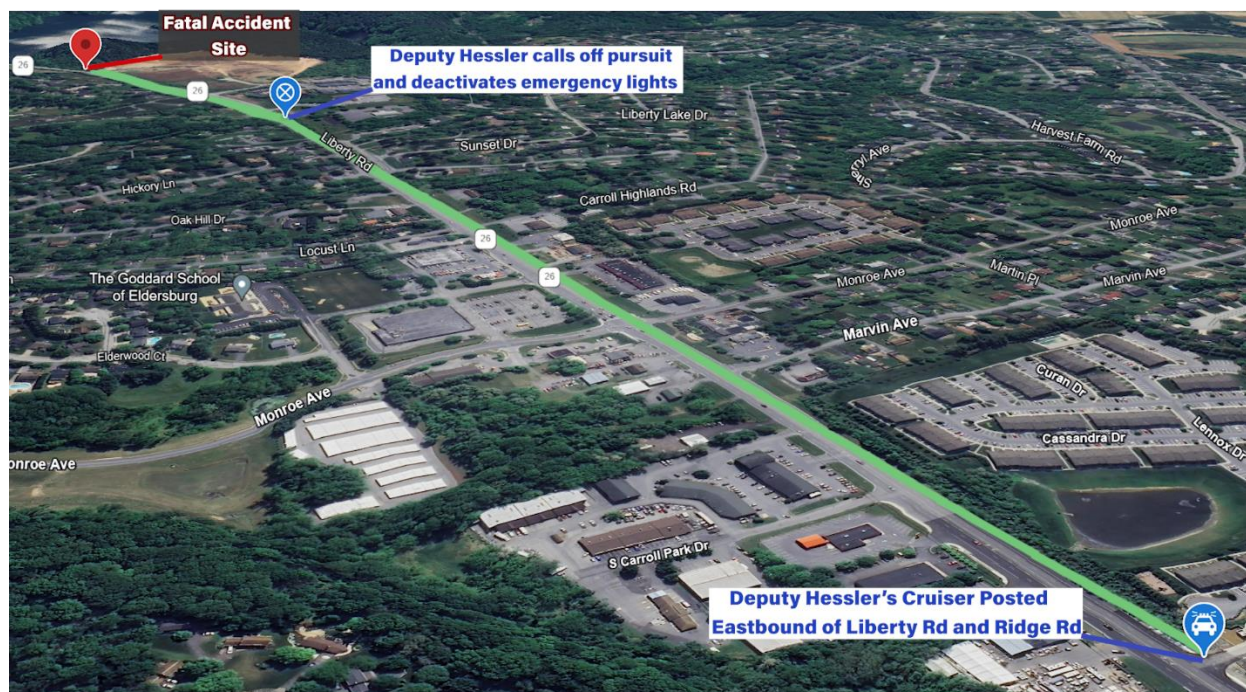 Fatal Accident
Site
26
26
Deputy Hessler calls off pursuit
and deactivates emergency lights
Liberty Rd
Liberty Lake Dr
Harvest Farm Rd
Sunset Dr
Sherryl Ave
Hickory Ln
Carroll Highlands Rd
Oak Hill Dr
Monroe Ave
Locust Ln
26
26
Martin Pl
Marvin Ave
Monroe Ave
The Goddard School
of Eldersburg
Marvin Ave
Elderwood Ct
Curan Dr
Monroe Ave
Cassandra Dr
Lennox Dr
onroe Ave
S Carroll Park Dr
Deputy Hessler's Cruiser Posted
Eastbound of Liberty Rd and Ridge Rd